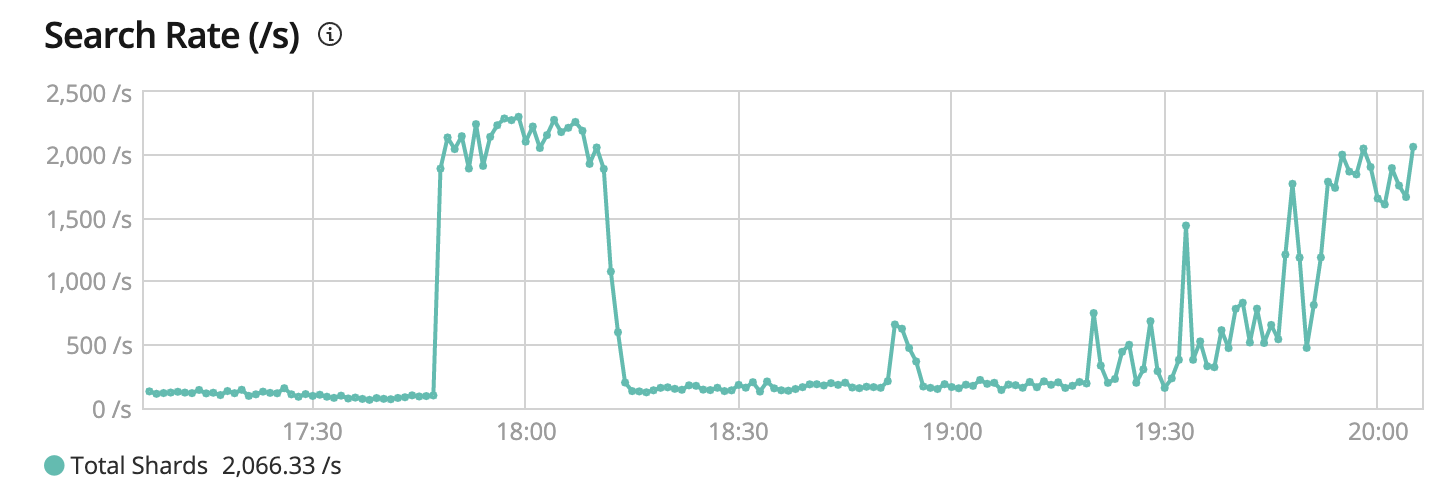 Search Rate (/s)
2,500 /s
2,000 /s
1,500 /s
1,000 /s
500 /s
0 /s
17:30 18:00 18:30 19:00 19:30 20:00
Total Shards 2,066.33 /s